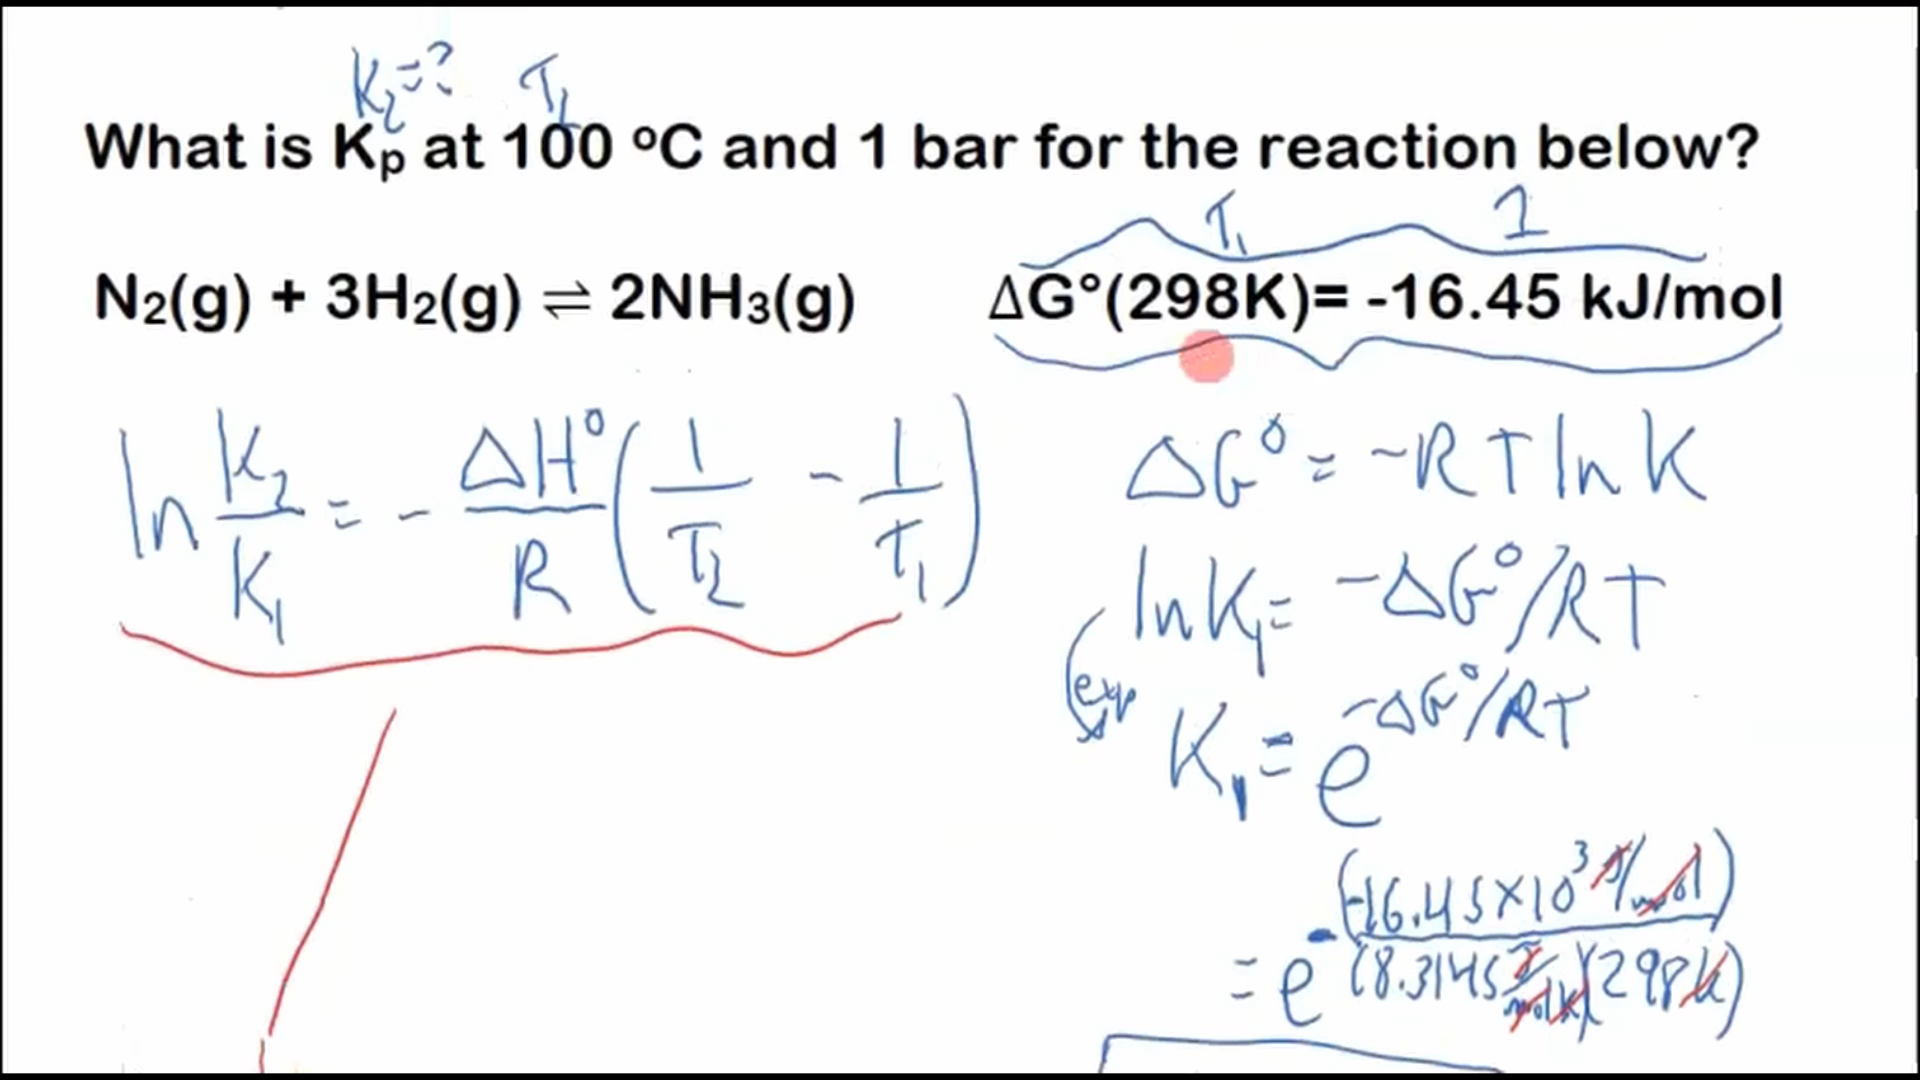 K₂=? T₂
What is Kₚ at 100 ºC and 1 bar for the reaction below?
T₁ 1
N₂(g) + 3H₂(g) ⇌ 2NH₃(g) ΔG°(298K)= -16.45 kJ/mol
ln K₂/K₁ = - ΔH°/R (1/T₂ - 1/T₁)
ΔG° = -RT ln K
ln K₁ = -ΔG°/RT
exp
K₁ = e^(-ΔG°/RT)
= e^(-(-16.45×10³ J/mol)/((8.3145 J/mol K)(298K)))